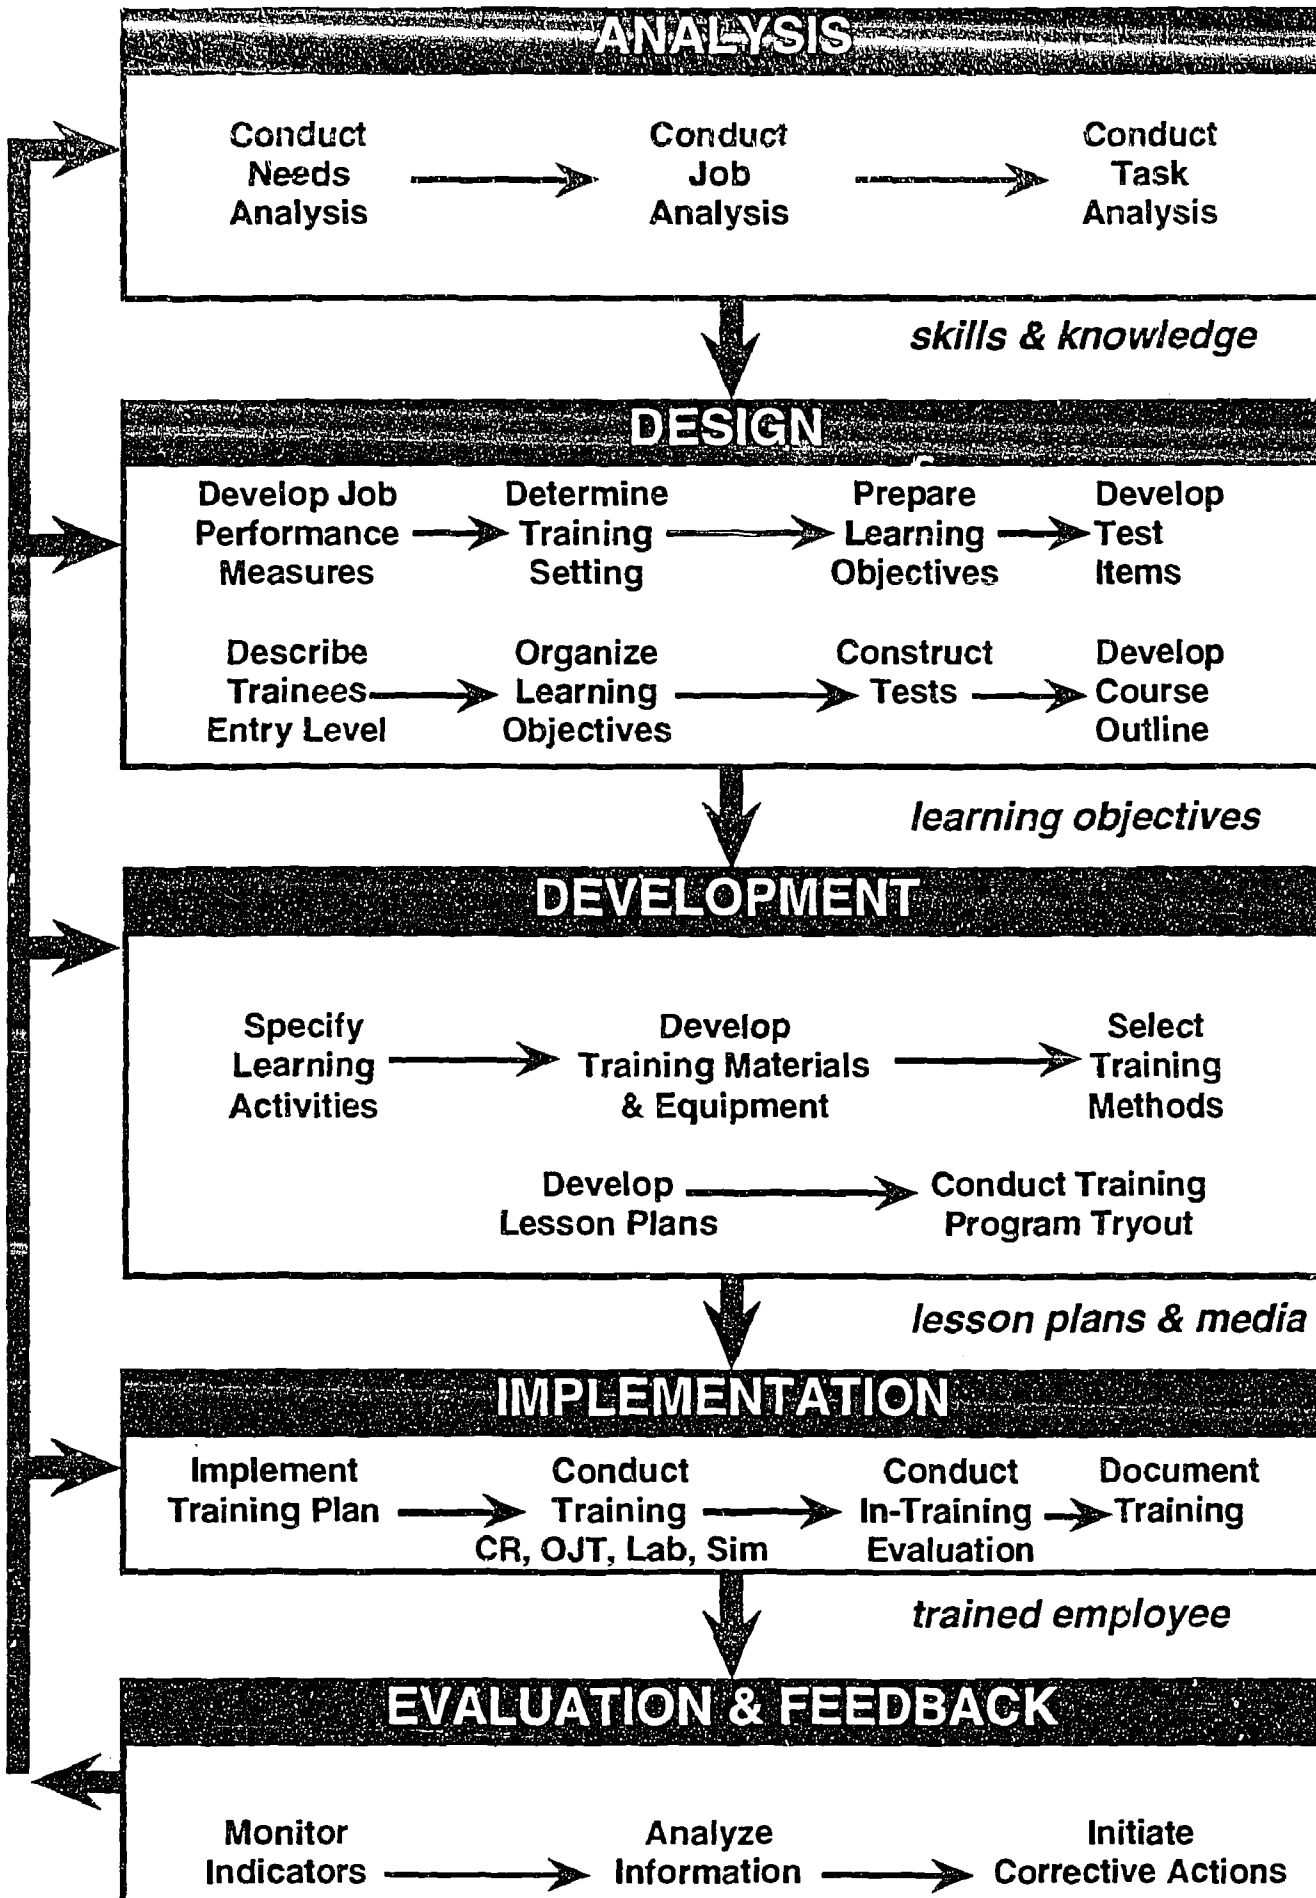 ANALYSIS
Conduct
Needs
Analysis
Conduct
Job
Analysis
Conduct
Task
Analysis
skills & knowledge
DESIGN
Develop Job
Performance
Measures
Determine
Training
Setting
Prepare
Learning
Objectives
Develop
Test
Items
Describe
Trainees
Entry Level
Organize
Learning
Objectives
Construct
Tests
Develop
Course
Outline
learning objectives
DEVELOPMENT
Specify
Learning
Activities
Develop
Training Materials
& Equipment
Select
Training
Methods
Develop
Lesson Plans
Conduct Training
Program Tryout
lesson plans & media
IMPLEMENTATION
Implement
Training Plan
Conduct
Training
CR, OJT, Lab, Sim
Conduct
In-Training
Evaluation
Document
Training
trained employee
EVALUATION & FEEDBACK
Monitor
Indicators
Analyze
Information
Initiate
Corrective Actions